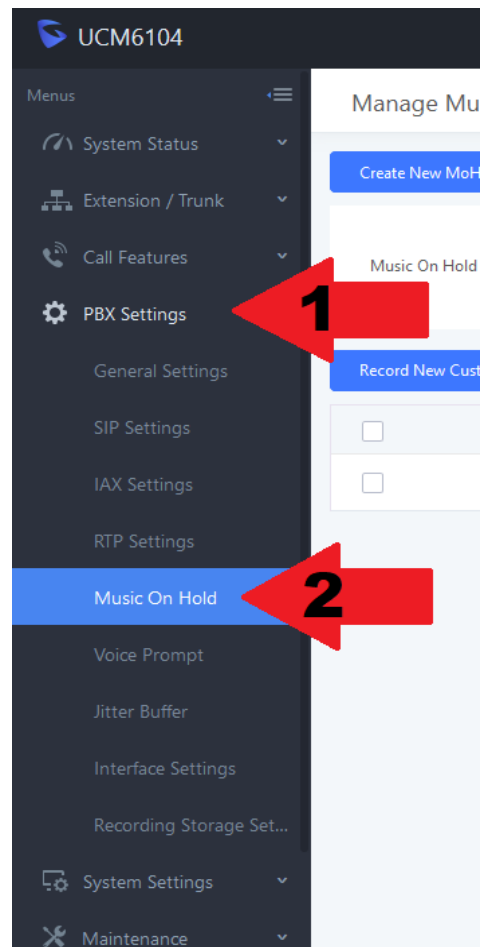 UCM6104
Menus
Manage Mu
System Status
Create New MoH
Extension / Trunk
Call Features
Music On Hold
PBX Settings
1
General Settings
Record New Cust
SIP Settings
IAX Settings
RTP Settings
Music On Hold
2
Voice Prompt
Jitter Buffer
Interface Settings
Recording Storage Set...
System Settings
Maintenance